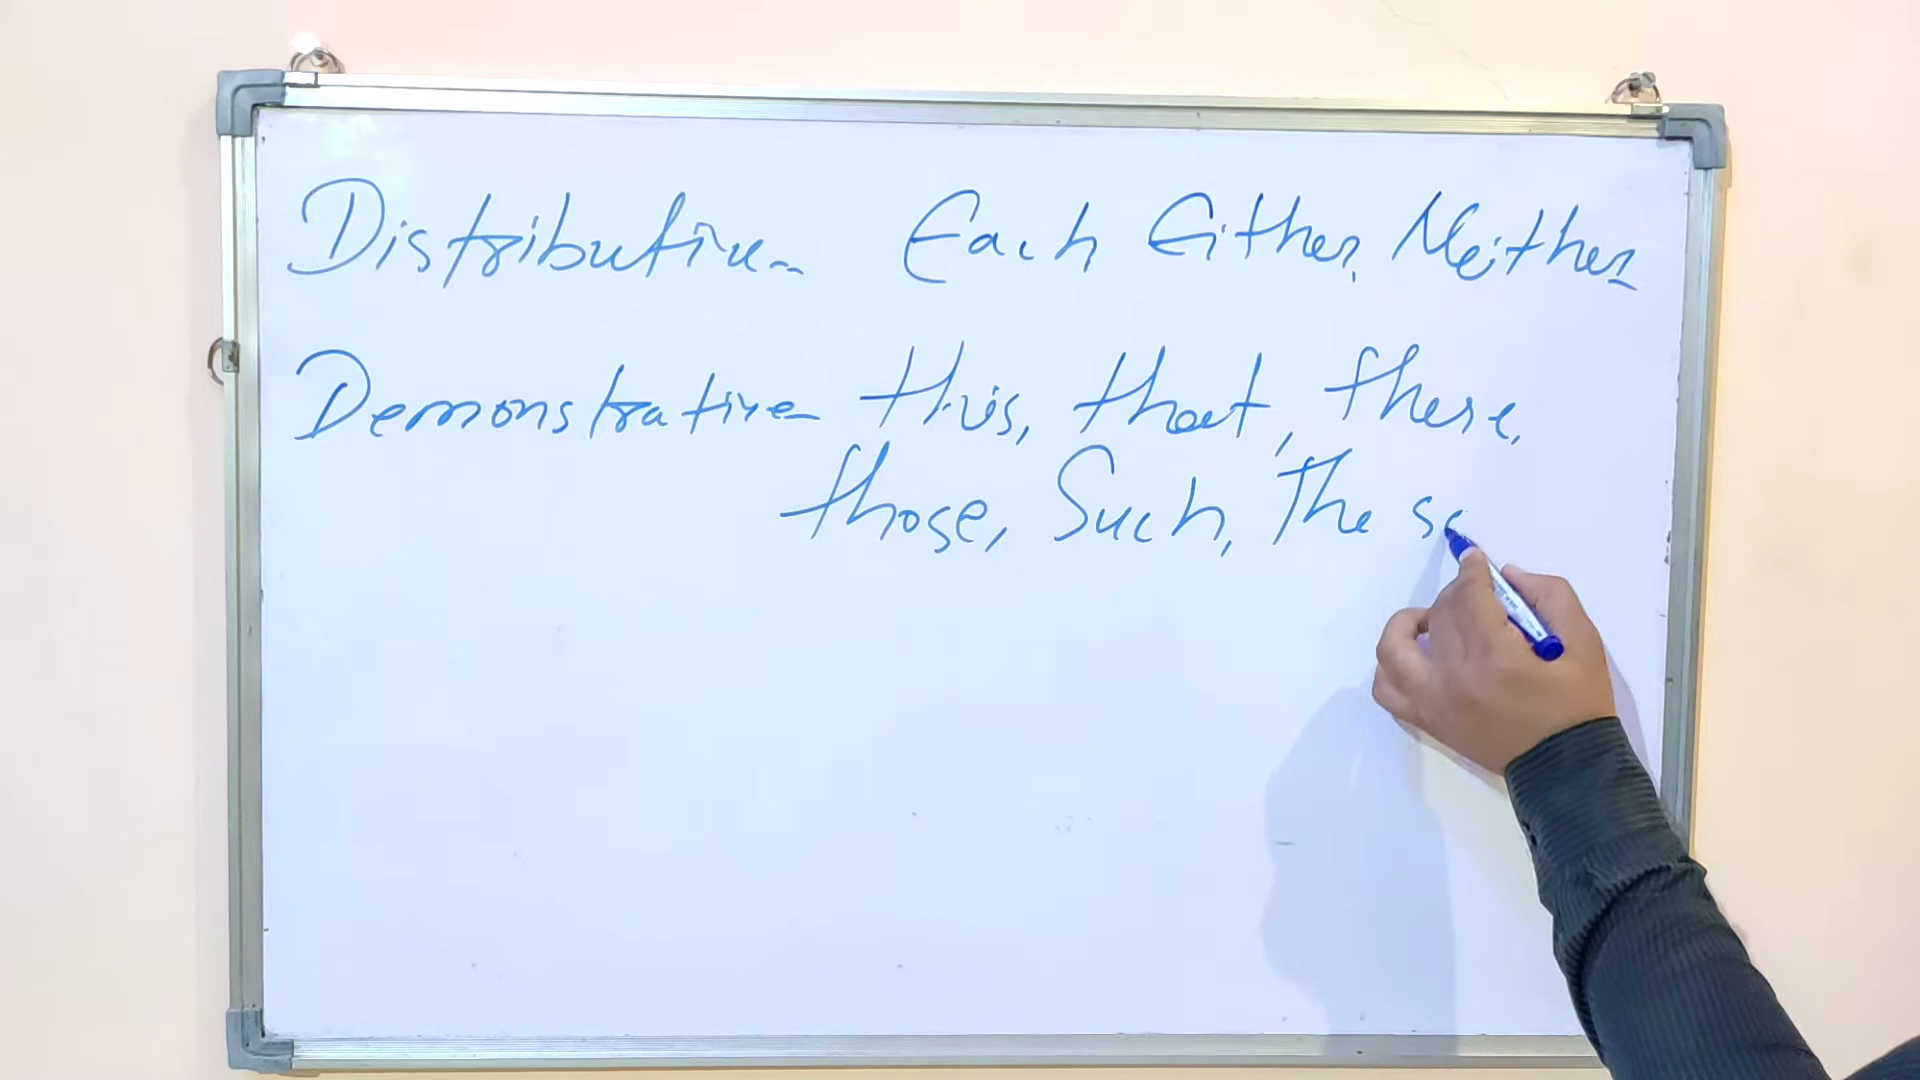 Distributive - Each Either, Neither
Demonstrative - this, that, these,
those, Such, The sa